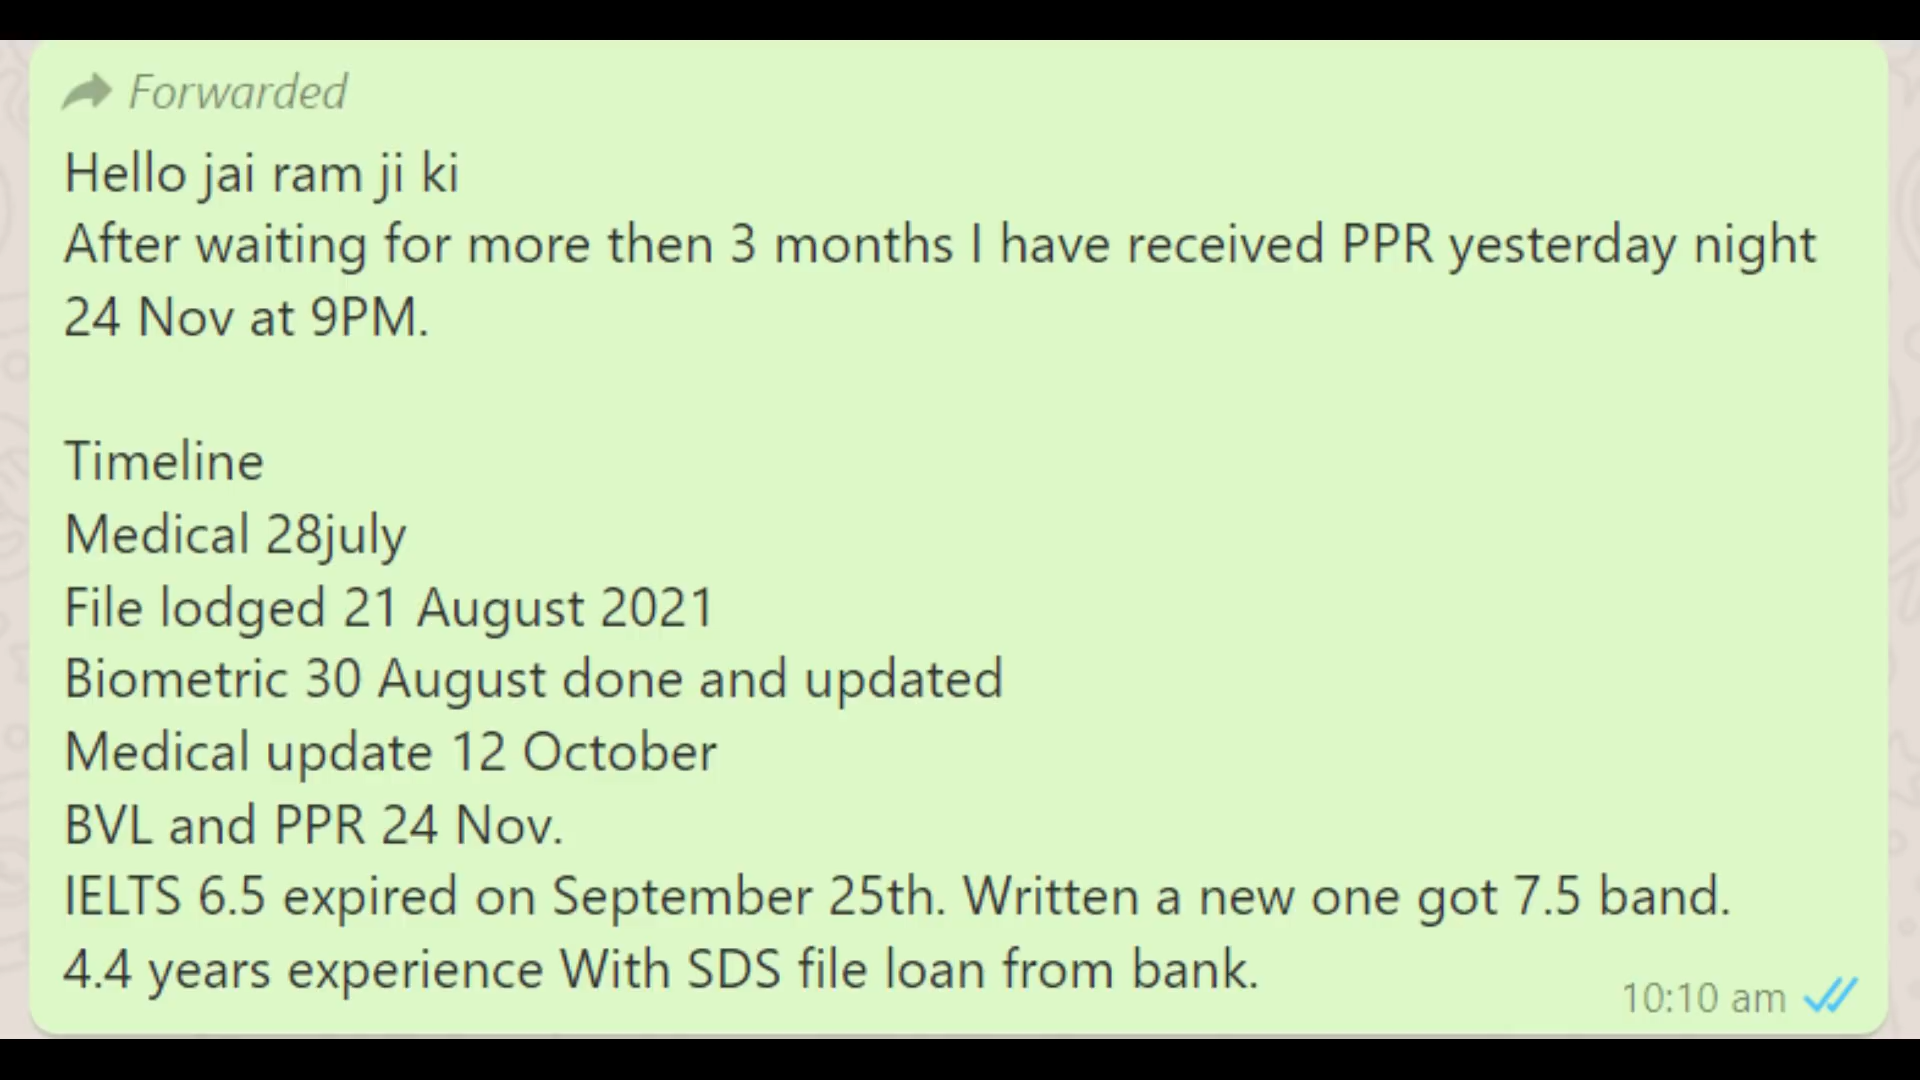 Forwarded
Hello jai ram ji ki
After waiting for more then 3 months I have received PPR yesterday night
24 Nov at 9PM.
Timeline
Medical 28july
File lodged 21 August 2021
Biometric 30 August done and updated
Medical update 12 October
BVL and PPR 24 Nov.
IELTS 6.5 expired on September 25th. Written a new one got 7.5 band.
4.4 years experience With SDS file loan from bank.
10:10 am